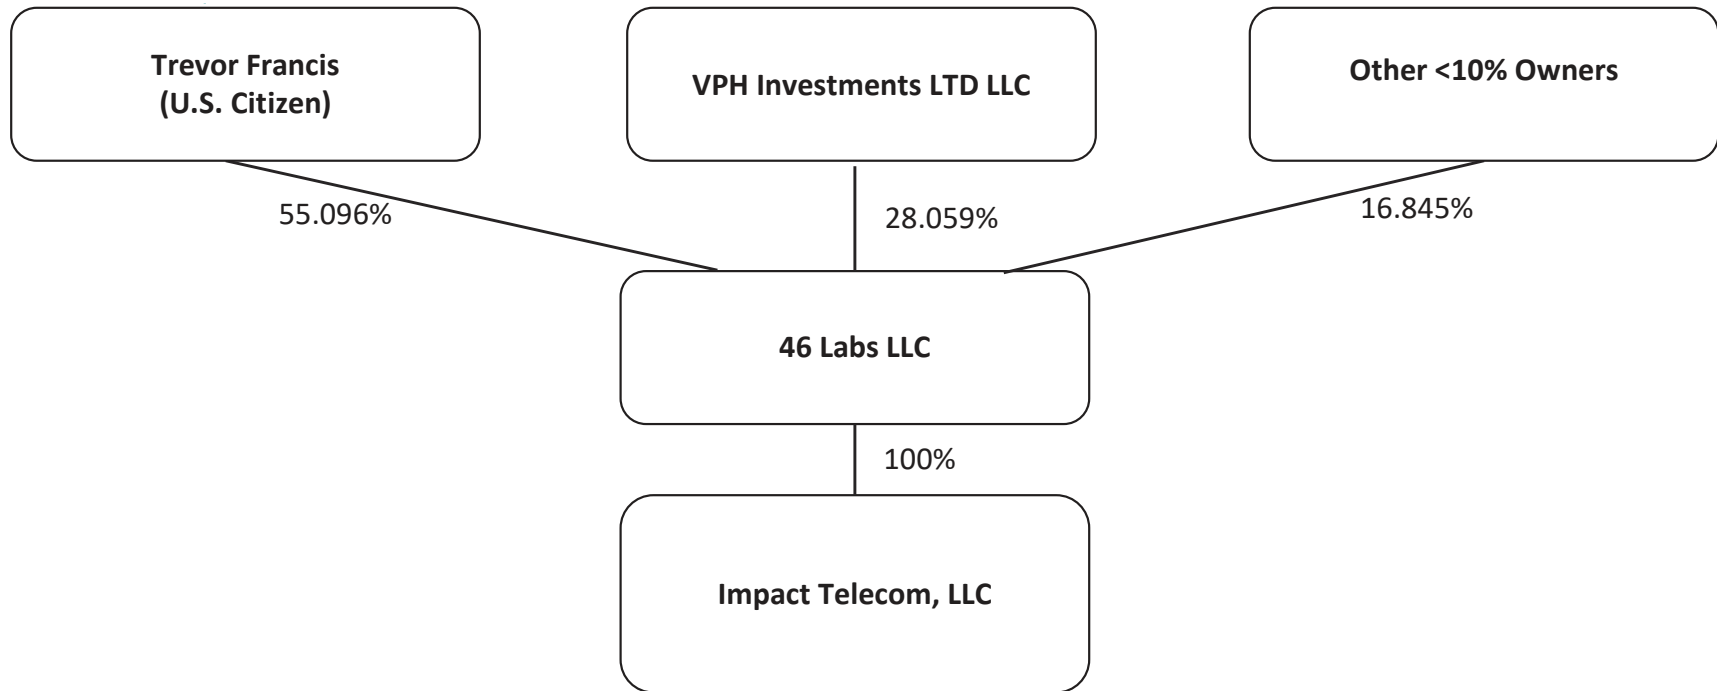 Trevor Francis
(U.S. Citizen)
VPH Investments LTD LLC
Other <10% Owners
55.096%
28.059%
16.845%
46 Labs LLC
100%
Impact Telecom, LLC